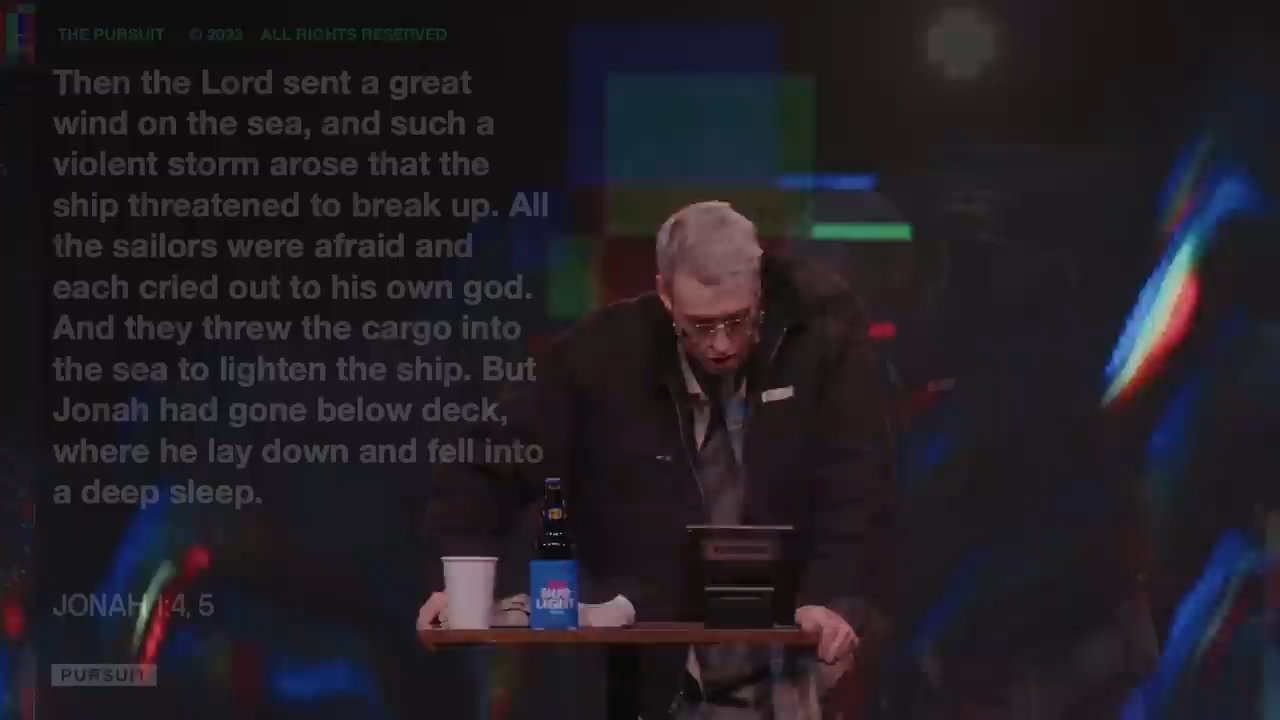 THE PURSUIT © 2023 ALL RIGHTS RESERVED
Then the Lord sent a great
wind on the sea, and such a
violent storm arose that the
ship threatened to break up. All
the sailors were afraid and
each cried out to his own god.
And they threw the cargo into
the sea to lighten the ship. But
Jonah had gone below deck,
where he lay down and fell into
a deep sleep.
BUD
LIGHT
JONAH 1:4, 5
PURSUIT